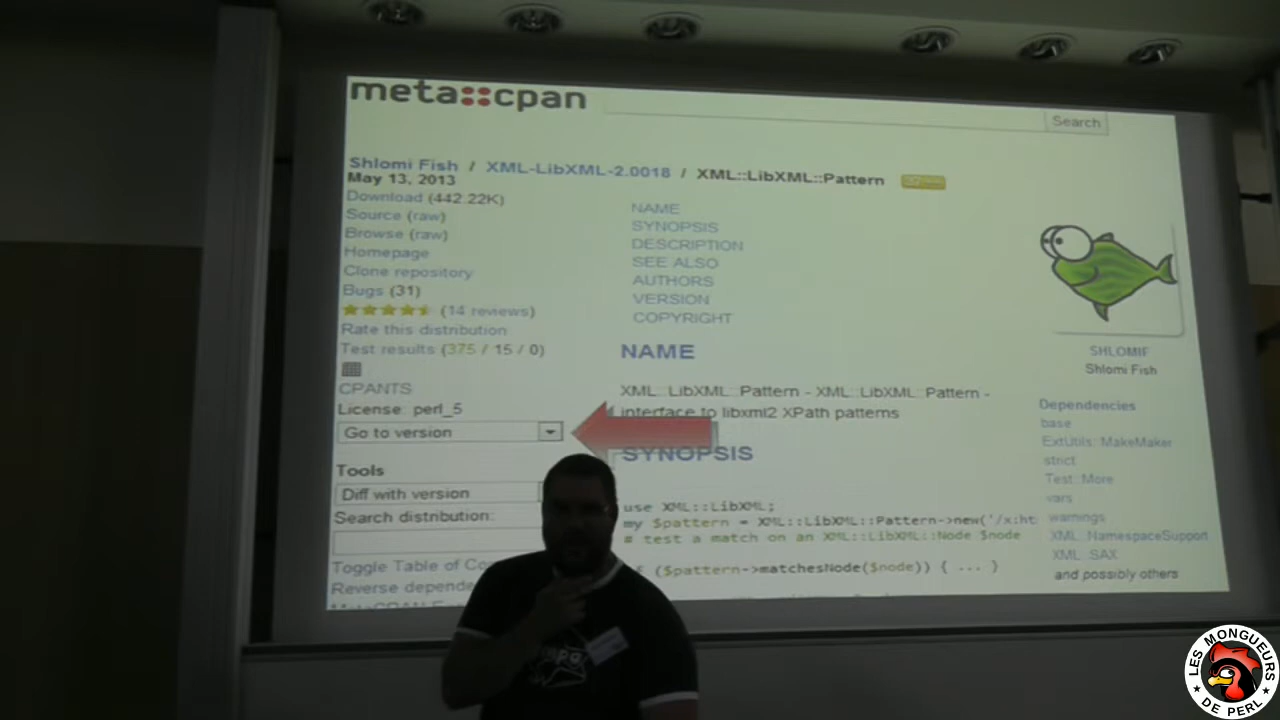 meta::cpan
Search
Shlomi Fish / XML-LibXML-2.0018 / XML::LibXML::Pattern
May 13, 2013
Download (442.22K)
Source (raw)
Browse (raw)
Homepage
Clone repository
Bugs (31)
(14 reviews)
Rate this distribution
Test results (375 / 15 / 0)
CPANTS
License: perl_5
Go to version
Tools
Diff with version
Search distribution:
Toggle Table of Co
Reverse depende
NAME
SYNOPSIS
DESCRIPTION
SEE ALSO
AUTHORS
VERSION
COPYRIGHT
NAME
XML::LibXML::Pattern - XML::LibXML::Pattern -
interface to libxml2 XPath patterns
SYNOPSIS
use XML::LibXML;
my $pattern = XML::LibXML::Pattern->new('/x:ht
# test a match on an XML::LibXML::Node $node
($pattern->matchesNode($node)) { ... }
SHLOMIF
Shlomi Fish
Dependencies
base
ExtUtils::MakeMaker
strict
Test::More
vars
warnings
XML::NamespaceSupport
XML::SAX
and possibly others
LES MONGUEURS
DE PERL